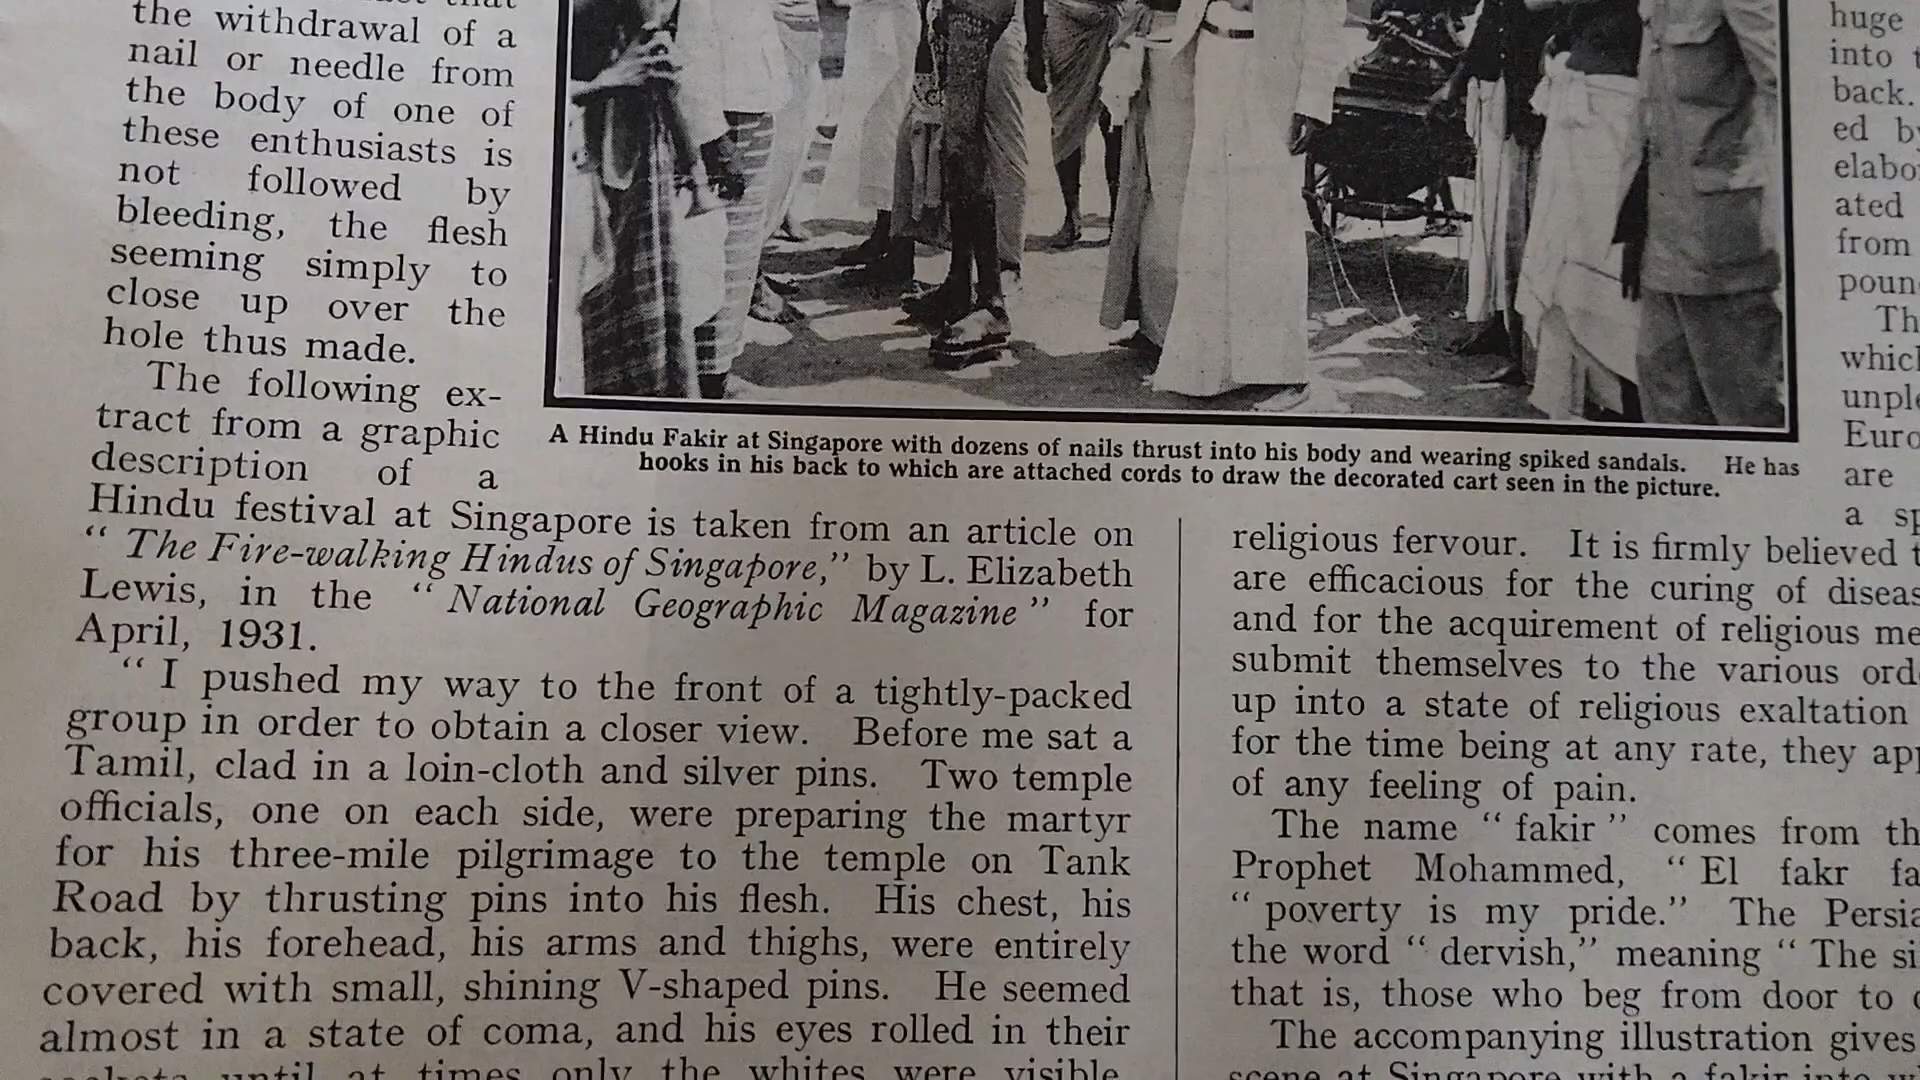 the withdrawal of a
nail or needle from
the body of one of
these enthusiasts is
not followed by
bleeding, the flesh
seeming simply to
close up over the
hole thus made.
The following ex-
tract from a graphic
description of a
Hindu festival at Singapore is taken from an article on
“ The Fire-walking Hindus of Singapore,” by L. Elizabeth
Lewis, in the “ National Geographic Magazine ” for
April, 1931.
“ I pushed my way to the front of a tightly-packed
group in order to obtain a closer view. Before me sat a
Tamil, clad in a loin-cloth and silver pins. Two temple
officials, one on each side, were preparing the martyr
for his three-mile pilgrimage to the temple on Tank
Road by thrusting pins into his flesh. His chest, his
back, his forehead, his arms and thighs, were entirely
covered with small, shining V-shaped pins. He seemed
almost in a state of coma, and his eyes rolled in their
until at times only the whites were visible
A Hindu Fakir at Singapore with dozens of nails thrust into his body and wearing spiked sandals. He has
hooks in his back to which are attached cords to draw the decorated cart seen in the picture.
religious fervour. It is firmly believed
are efficacious for the curing of
and for the acquirement of religious
submit themselves to the various
up into a state of religious exaltation
for the time being at any rate, they
of any feeling of pain.
The name “ fakir ” comes from
Prophet Mohammed, “ El fakr
“ poverty is my pride.” The
the word “ dervish,” meaning “ The
that is, those who beg from door to
The accompanying illustration gives
scene at Singapore with a fakir into
huge
into
back.
ed
ated
from
are
a